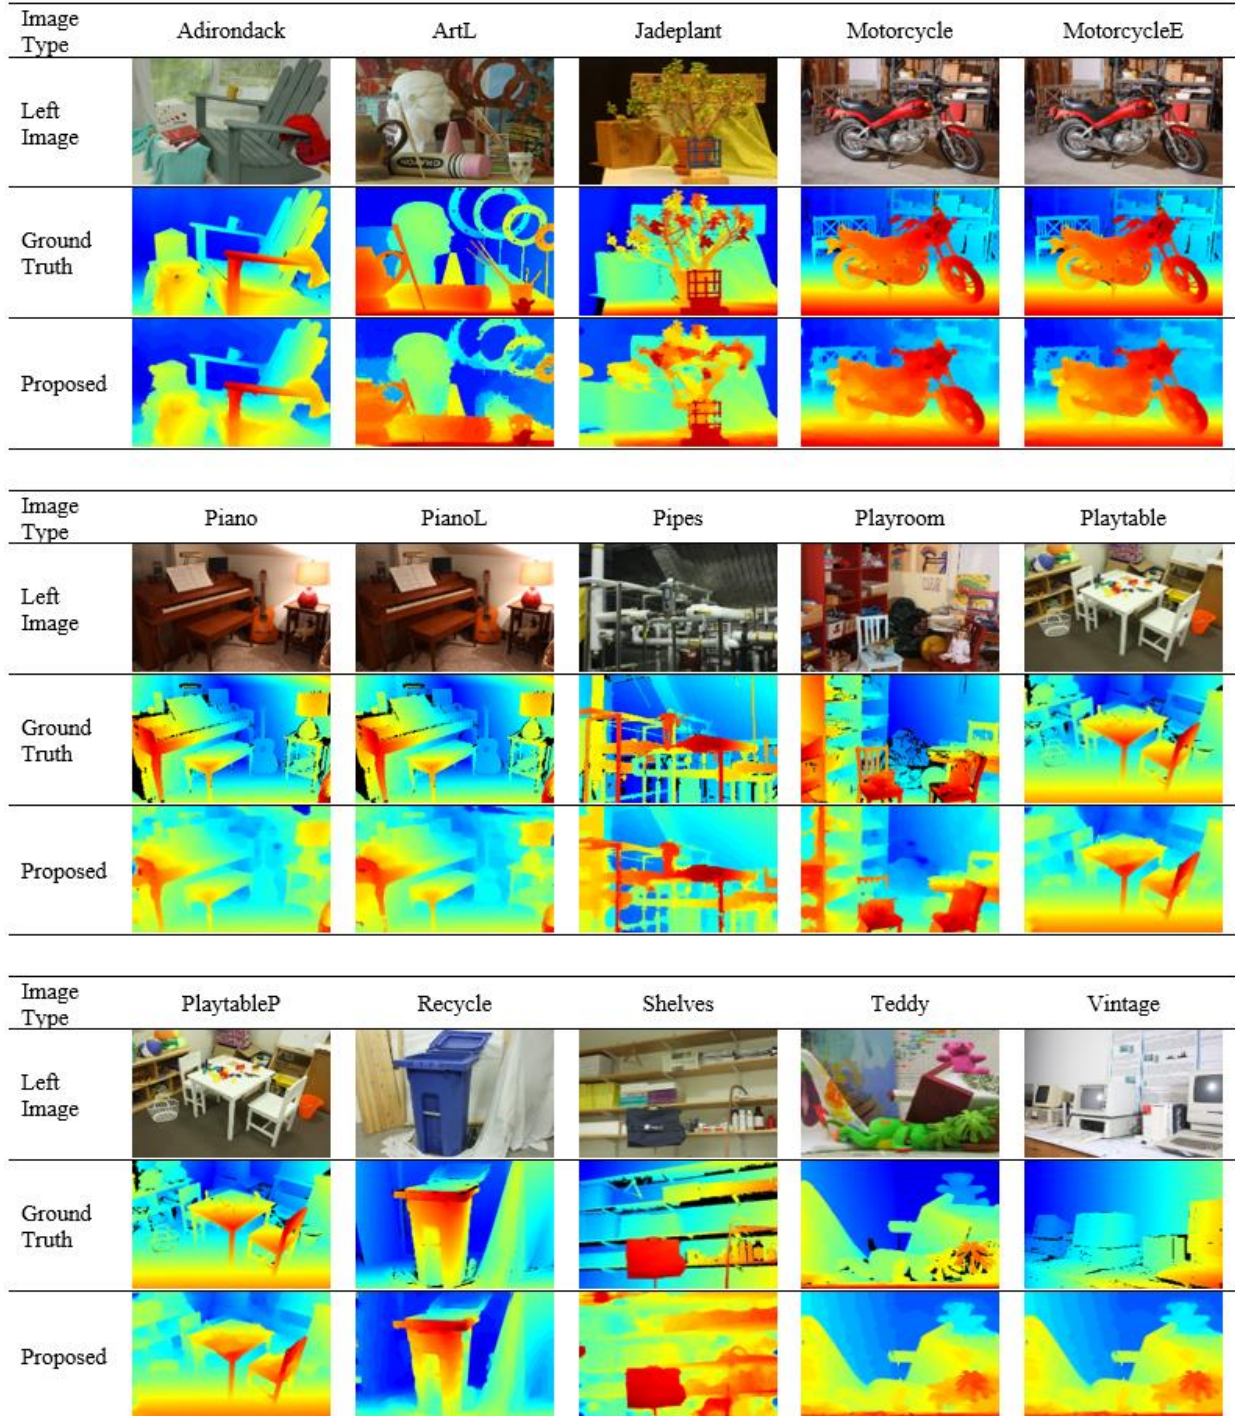 Image
Type
Adirondack ArtL Jadeplant Motorcycle MotorcycleE
Left
Image
CRAYON
Ground
Truth
Proposed
Image
Type
Piano PianoL Pipes Playroom Playtable
Left
Image
Ground
Truth
Proposed
Image
Type
PlaytableP Recycle Shelves Teddy Vintage
Left
Image
Ground
Truth
Proposed